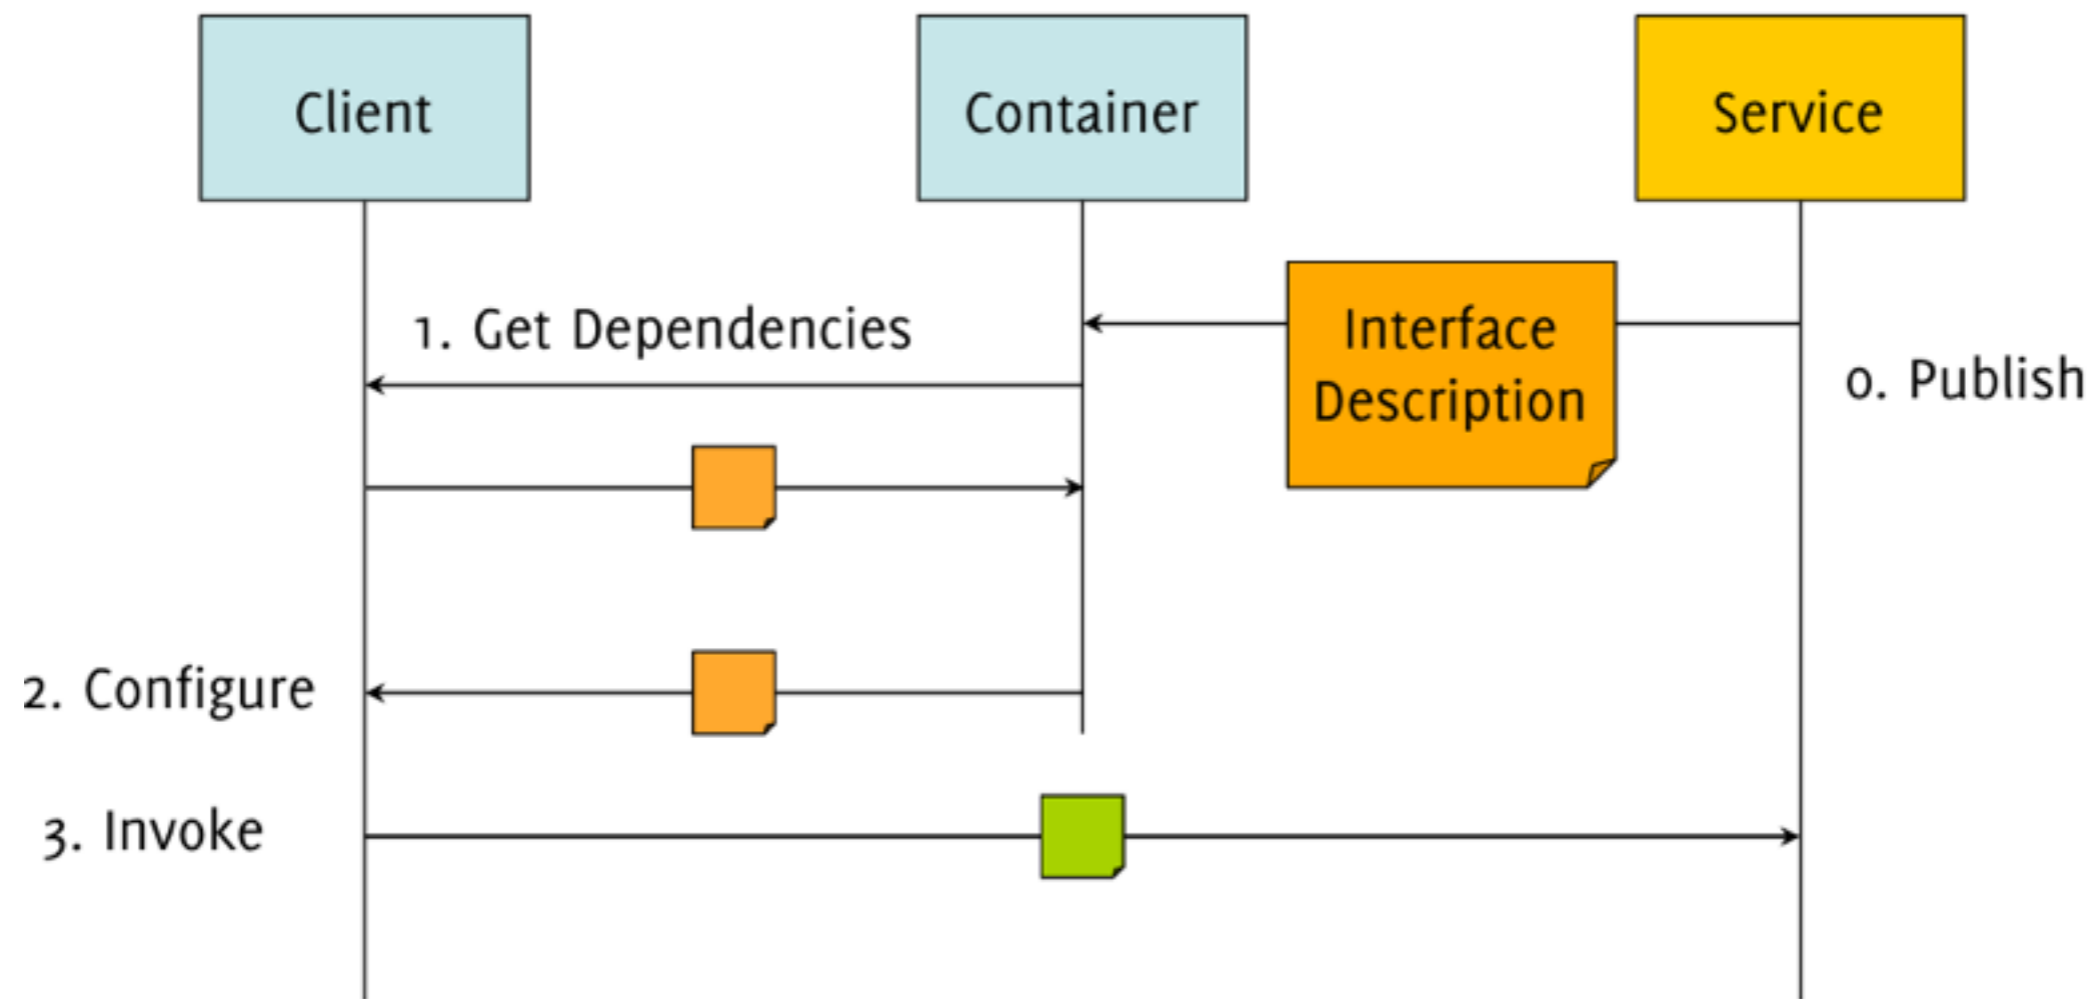 Client
Container
Service
1. Get Dependencies
Interface
Description
0. Publish
2. Configure
3. Invoke